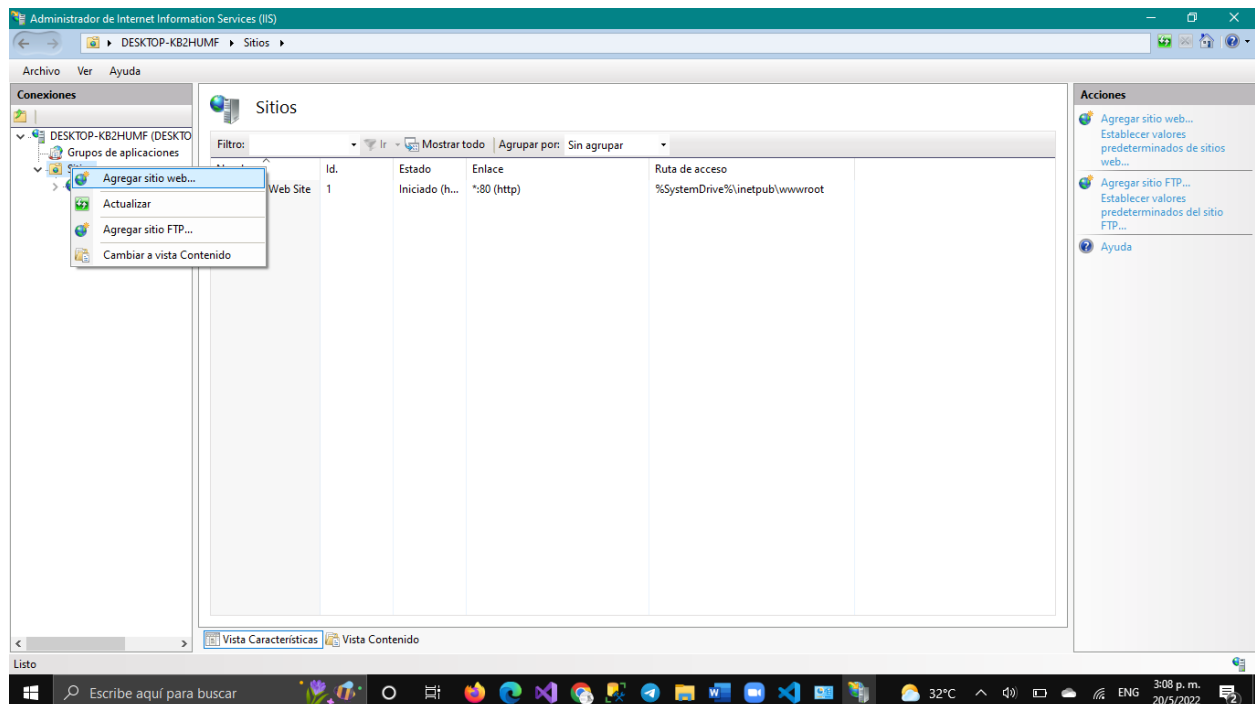 Administrador de Internet Information Services (IIS)
DESKTOP-KB2HUMF Sitios
Archivo Ver Ayuda
Conexiones
DESKTOP-KB2HUMF (DESKTO
Grupos de aplicaciones
Agregar sitio web...
Actualizar
Agregar sitio FTP...
Cambiar a vista Contenido
Sitios
Filtro: Ir Mostrar todo Agrupar por: Sin agrupar
Id. Estado Enlace Ruta de acceso
Web Site 1 Iniciado (h... *:80 (http) %SystemDrive%\inetpub\wwwroot
Vista Características Vista Contenido
Acciones
Agregar sitio web...
Establecer valores
predeterminados de sitios
web...
Agregar sitio FTP...
Establecer valores
predeterminados del sitio
FTP...
Ayuda
Listo
Escribe aquí para buscar
32°C ENG 3:08 p. m.
20/5/2022
2